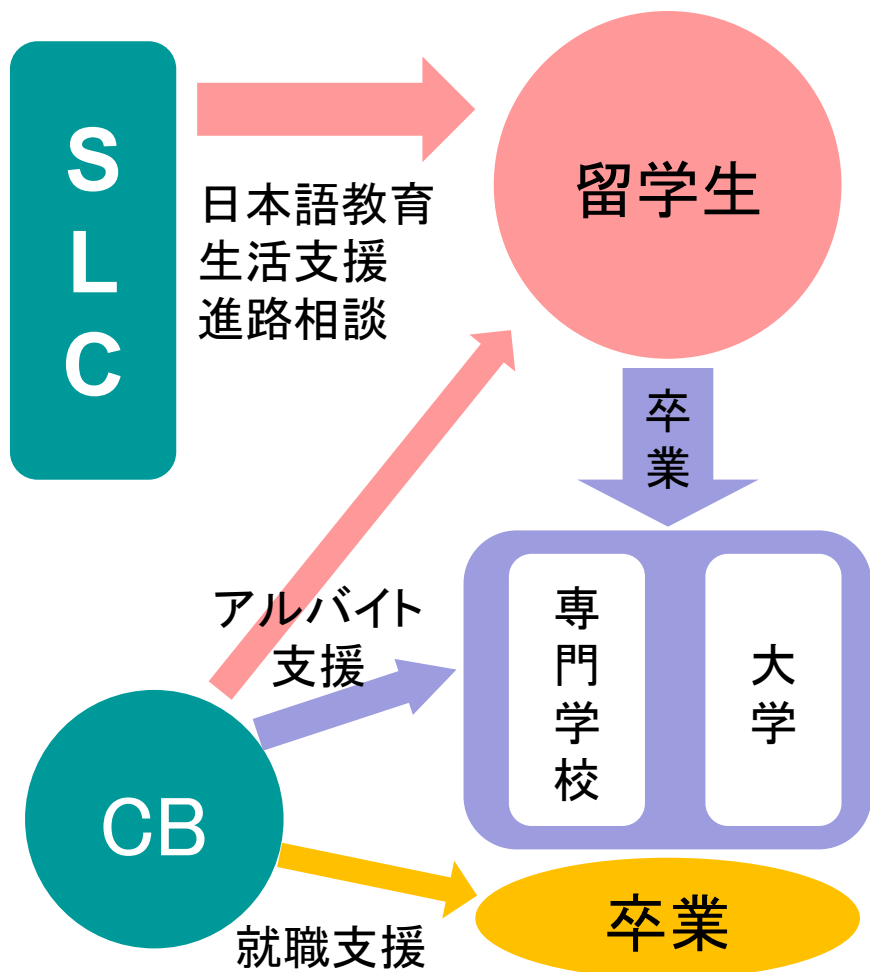 SLC
日本語教育
生活支援
進路相談
留学生
卒業
アルバイト
支援
専門学校
大学
CB
就職支援
卒業